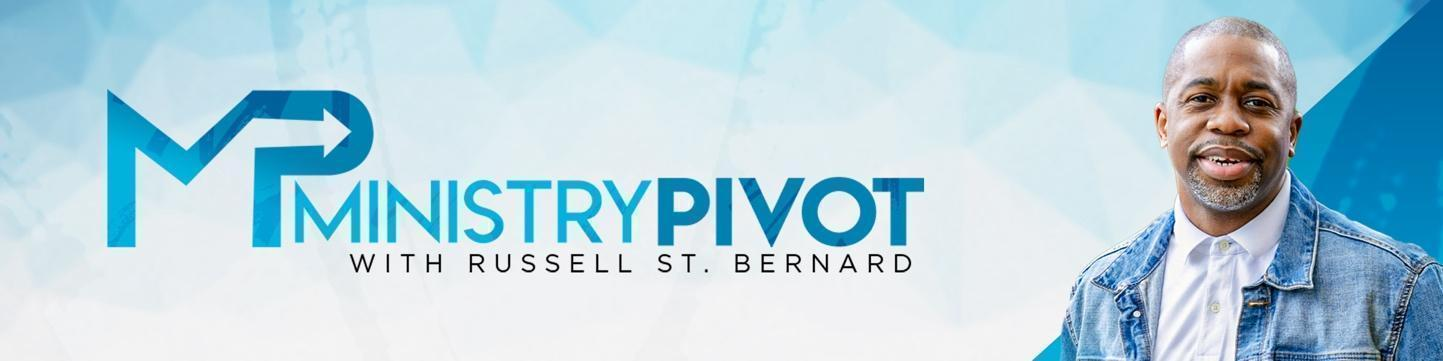 MP
MINISTRYPIVOT
WITH RUSSELL ST. BERNARD